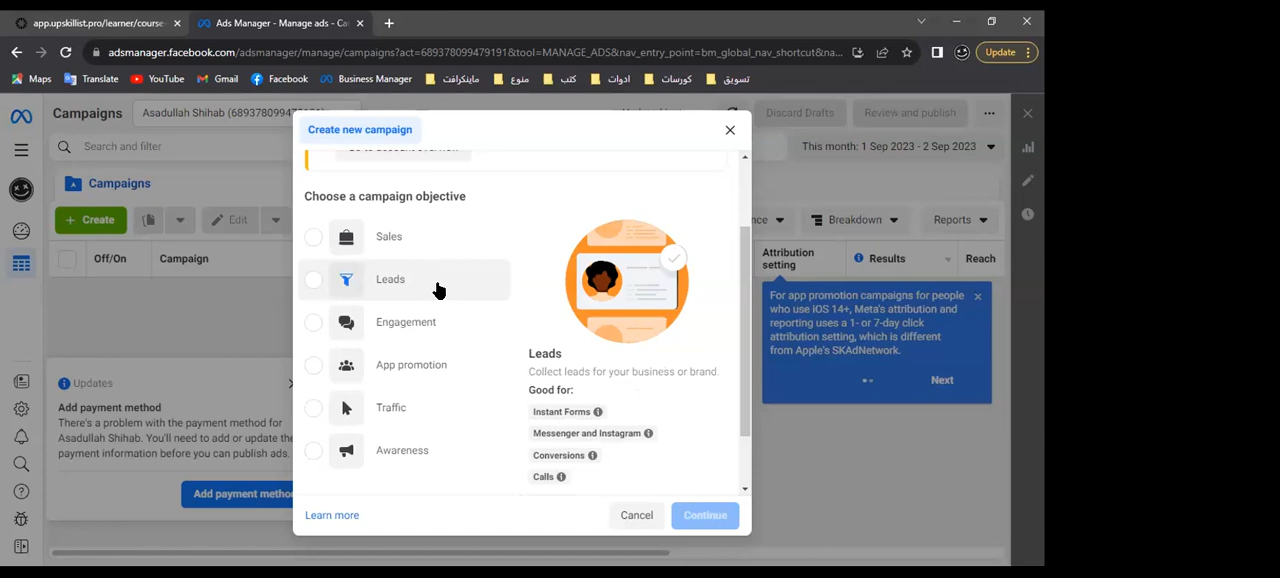 app.upskillist.pro/learner/course
Ads Manager - Manage ads - Ca
adsmanager.facebook.com/adsmanager/manage/campaigns?act=689378099479191&tool=MANAGE_ADS&nav_entry_point=bm_global_nav_shortcut&na...
Update
Maps
Translate
YouTube
Gmail
Facebook
Business Manager
ماينكرافت
منوع
كتب
ادوات
كورسات
تسويق
Campaigns
Asadullah Shihab (6893780994
Discard Drafts
Review and publish
Search and filter
This month: 1 Sep 2023 - 2 Sep 2023
Campaigns
+ Create
Edit
Breakdown
Reports
Off/On
Campaign
Attribution
setting
Results
Reach
Create new campaign
Choose a campaign objective
Sales
Leads
Engagement
App promotion
Traffic
Awareness
Leads
Collect leads for your business or brand.
Good for:
Instant Forms
Messenger and Instagram
Conversions
Calls
Learn more
Cancel
Continue
For app promotion campaigns for people
who use iOS 14+, Meta's attribution and
reporting uses a 1- or 7-day click
attribution setting, which is different
from Apple's SKAdNetwork.
Next
Updates
Add payment method
There's a problem with the payment method for
Asadullah Shihab. You'll need to add or update the
payment information before you can publish ads.
Add payment metho